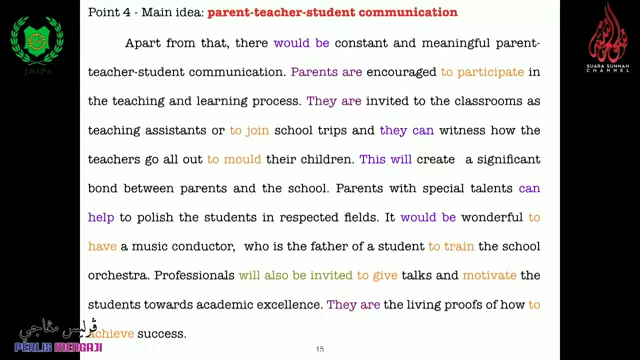 Point 4 - Main idea: parent-teacher-student communication
Apart from that, there would be constant and meaningful parent-
teacher-student communication. Parents are encouraged to participate in
the teaching and learning process. They are invited to the classrooms as
teaching assistants or to join school trips and they can witness how the
teachers go all out to mould their children. This will create a significant
bond between parents and the school. Parents with special talents can
help to polish the students in respected fields. It would be wonderful to
have a music conductor, who is the father of a student to train the school
orchestra. Professionals will also be invited to give talks and motivate the
students towards academic excellence. They are the living proofs of how to
achieve success.
15
JAIPs
SUARA SUNNAH
CHANNEL
ڤرليس مڠاجي
PERLIS MENGAJI